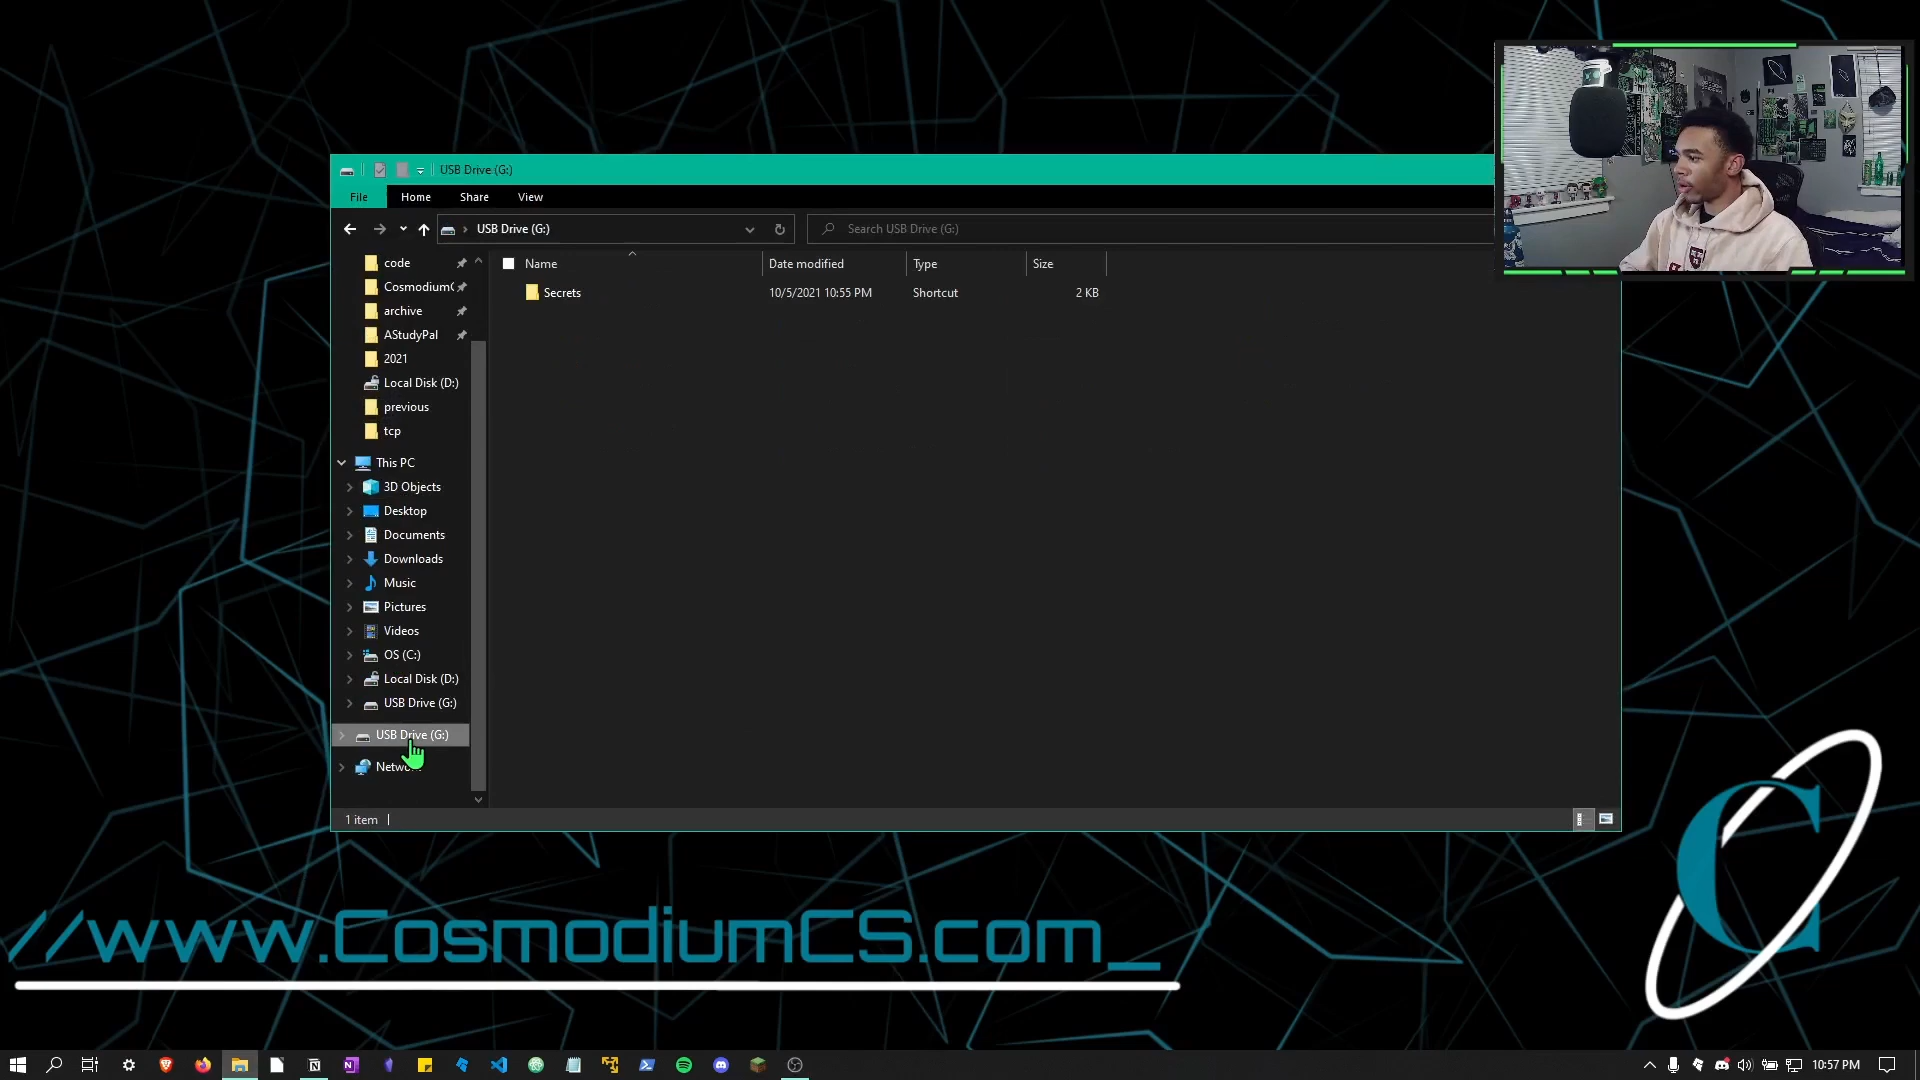 USB Drive (G:)
File Home Share View
USB Drive (G:)
Search USB Drive (G:)
Name Date modified Type Size
Secrets 10/5/2021 10:55 PM Shortcut 2 KB
code
Cosmodium
archive
AStudyPal
2021
Local Disk (D:)
previous
tcp
This PC
3D Objects
Desktop
Documents
Downloads
Music
Pictures
Videos
OS (C:)
Local Disk (D:)
USB Drive (G:)
USB Drive (G:)
1 item
//www.CosmodiumCS.com_
10:57 PM